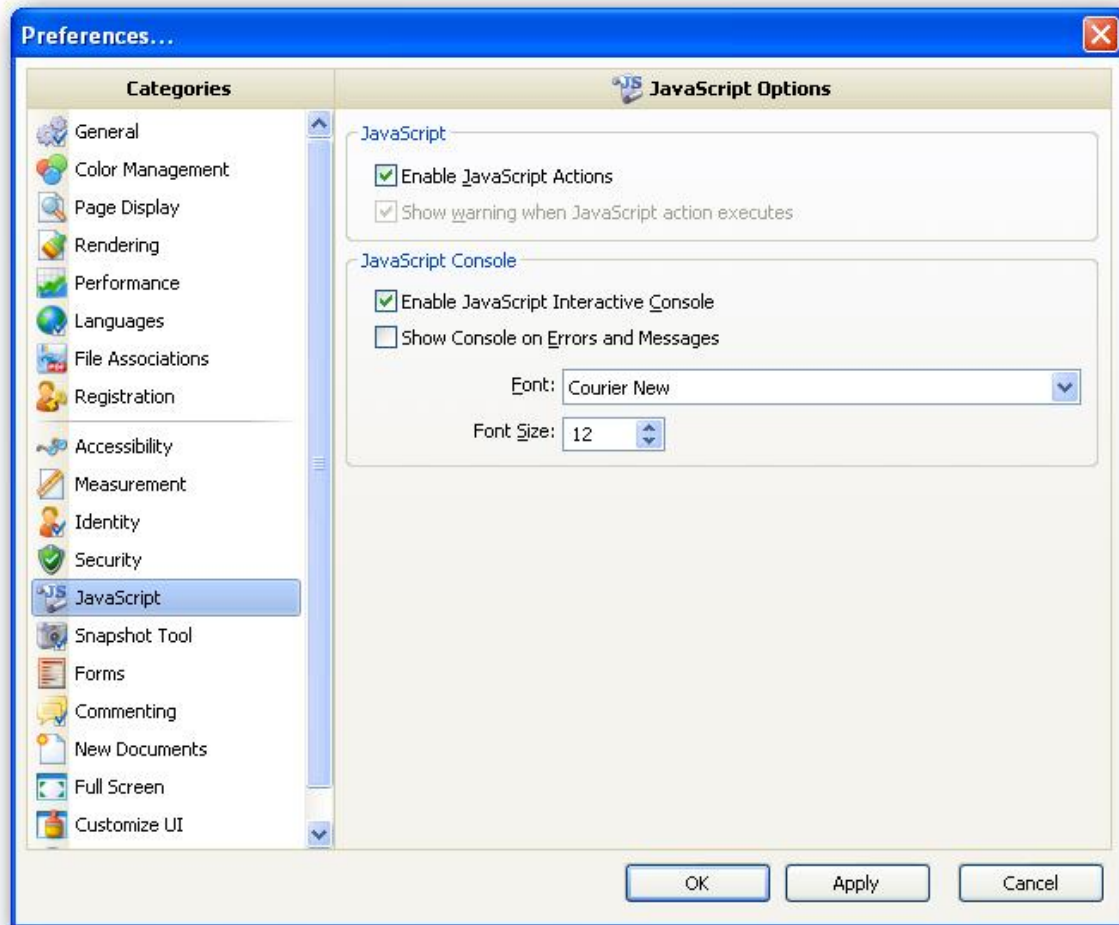 Preferences...
Categories
General
Color Management
Page Display
Rendering
Performance
Languages
File Associations
Registration
Accessibility
Measurement
Identity
Security
JavaScript
Snapshot Tool
Forms
Commenting
New Documents
Full Screen
Customize UI
JS JavaScript Options
JavaScript
Enable JavaScript Actions
Show warning when JavaScript action executes
JavaScript Console
Enable JavaScript Interactive Console
Show Console on Errors and Messages
Font: Courier New
Font Size: 12
OK Apply Cancel